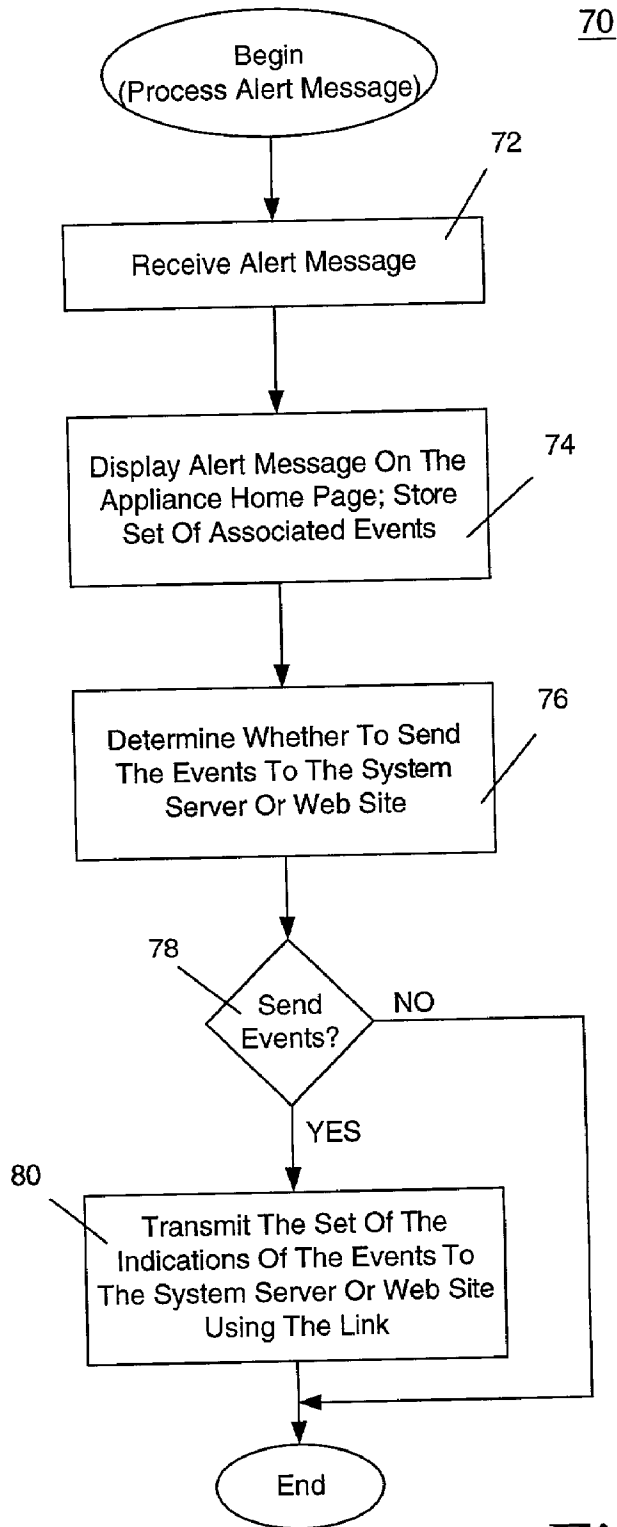 70
Begin
(Process Alert Message)
72
Receive Alert Message
74
Display Alert Message On The
Appliance Home Page; Store
Set Of Associated Events
76
Determine Whether To Send
The Events To The System
Server Or Web Site
78
Send
Events?
NO
YES
80
Transmit The Set Of The
Indications Of The Events To
The System Server Or Web Site
Using The Link
End